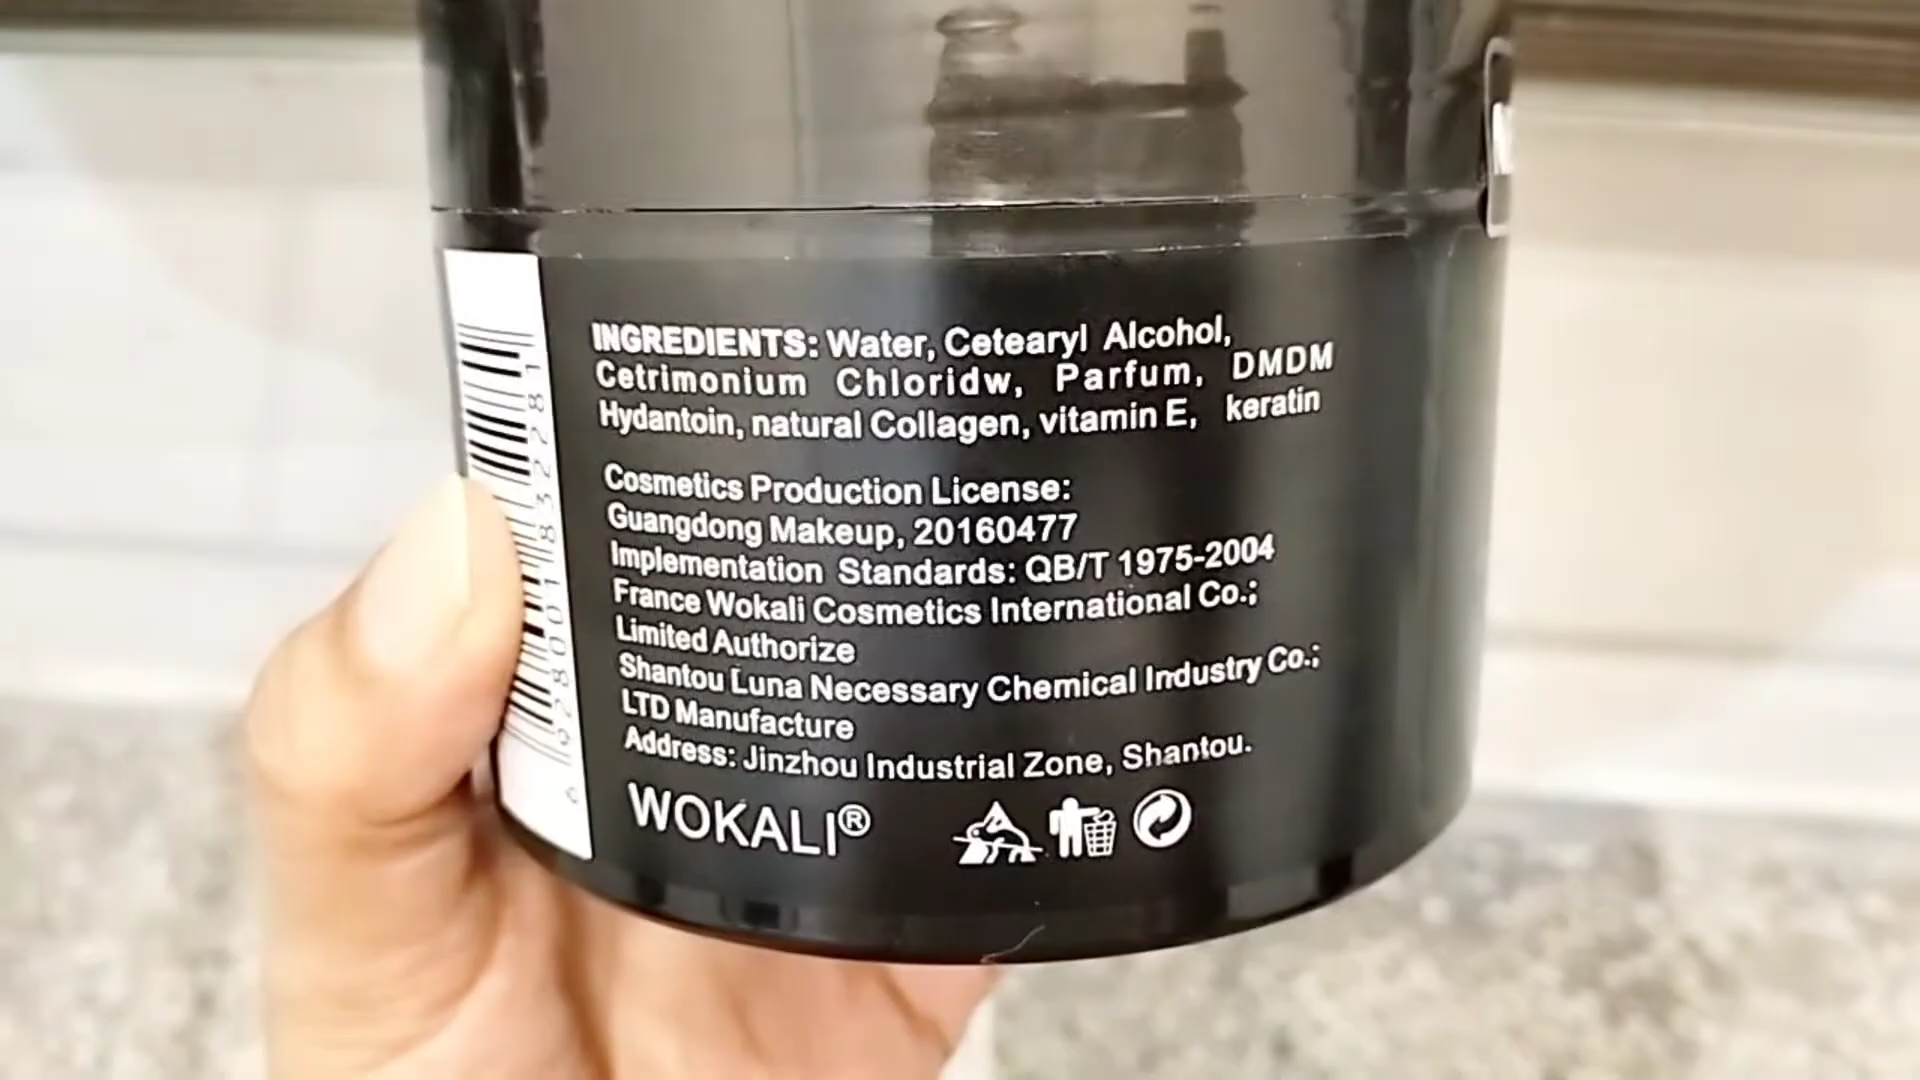 INGREDIENTS: Water, Cetearyl Alcohol,
Cetrimonium Chloridw, Parfum, DMDM
Hydantoin, natural Collagen, vitamin E, keratin
Cosmetics Production License:
Guangdong Makeup, 20160477
Implementation Standards: QB/T 1975-2004
France Wokali Cosmetics International Co.;
Limited Authorize
Shantou Luna Necessary Chemical Industry Co.;
LTD Manufacture
Address: Jinzhou Industrial Zone, Shantou.
WOKALI®